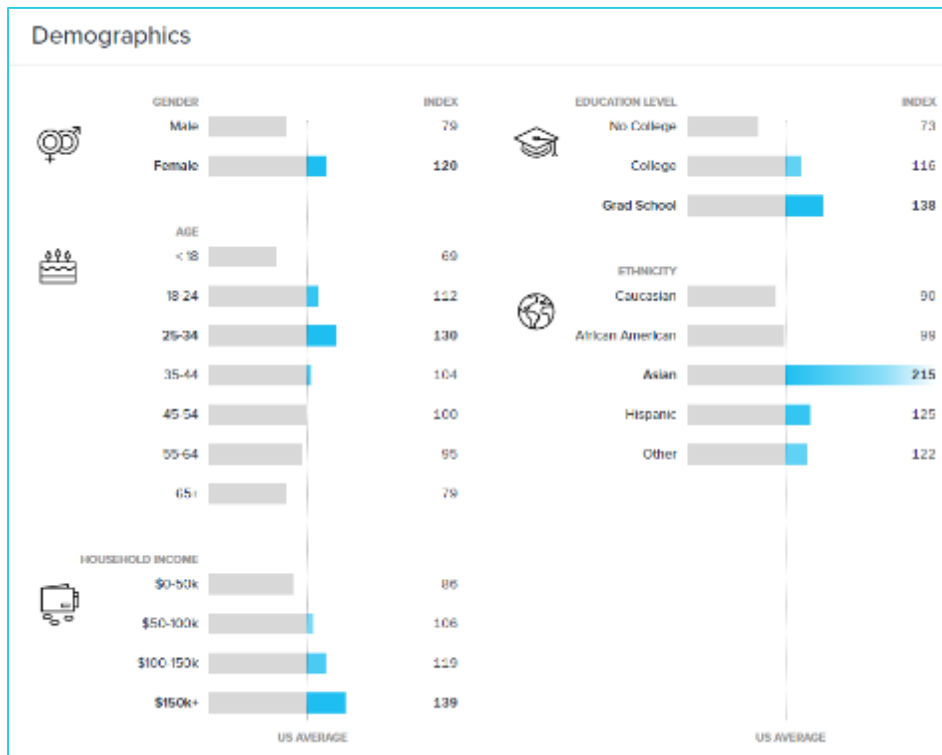 Demographics
GENDER INDEX
Male 79
Female 120
AGE
< 18 69
18-24 112
25-34 130
35-44 104
45-54 100
55-64 95
65+ 79
HOUSEHOLD INCOME
$0-50k 86
$50-100k 106
$100-150k 119
$150k+ 139
US AVERAGE
EDUCATION LEVEL INDEX
No College 73
College 116
Grad School 138
ETHNICITY
Caucasian 90
African American 99
Asian 215
Hispanic 125
Other 122
US AVERAGE